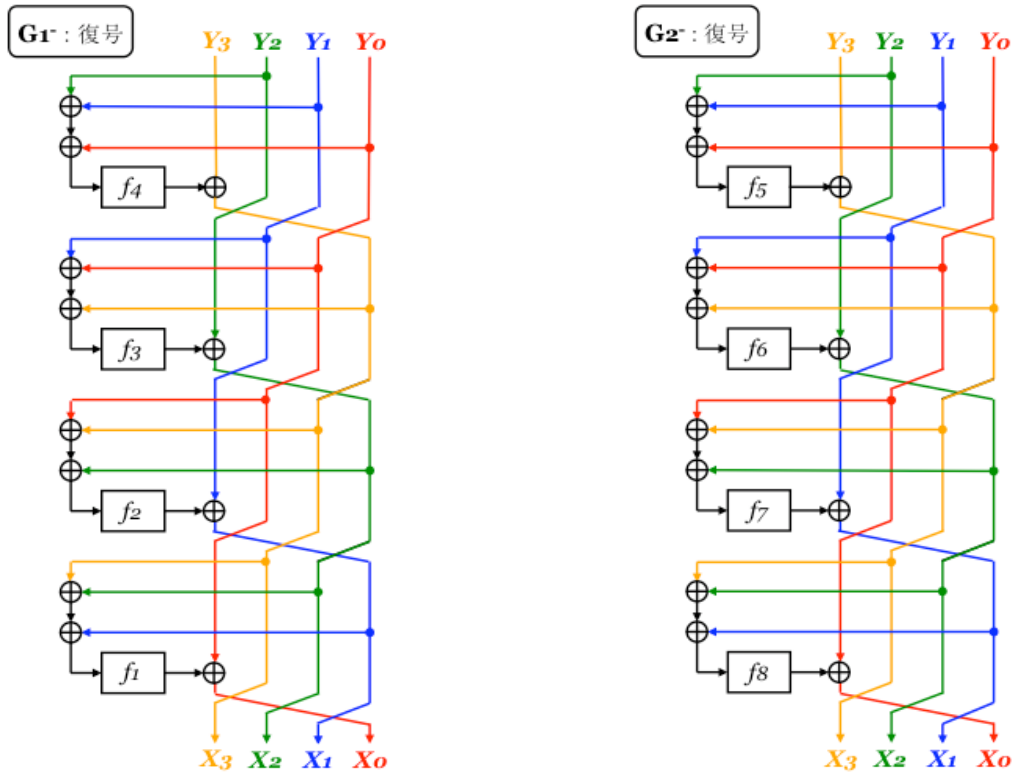 G1⁻ : 復号
Y3 Y2 Y1 Y0
f4
f3
f2
f1
X3 X2 X1 X0
G2⁻ : 復号
Y3 Y2 Y1 Y0
f5
f6
f7
f8
X3 X2 X1 X0